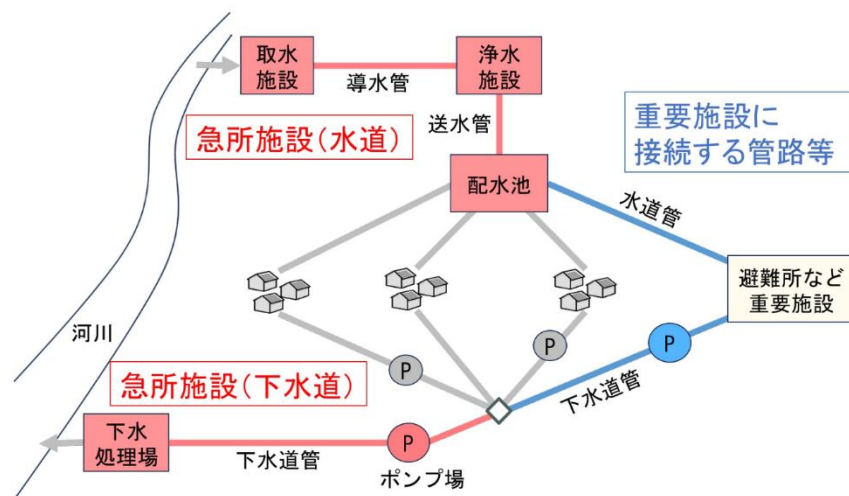 取水
施設
導水管
浄水
施設
急所施設(水道)
送水管
重要施設に
接続する管路等
配水池
水道管
避難所など
重要施設
河川
P
P
P
急所施設(下水道)
下水道管
下水
処理場
下水道管
P
ポンプ場